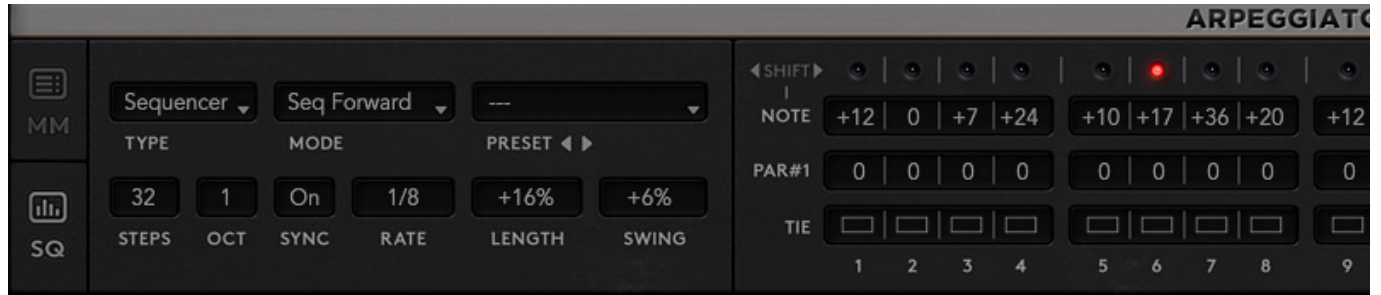 ARPEGGIATO
MM
Sequencer Seq Forward ---
TYPE MODE PRESET
32 1 On 1/8 +16% +6%
STEPS OCT SYNC RATE LENGTH SWING
SQ
SHIFT
NOTE +12 0 +7 +24 +10 +17 +36 +20 +12
PAR#1 0 0 0 0 0 0 0 0 0
TIE
1 2 3 4 5 6 7 8 9